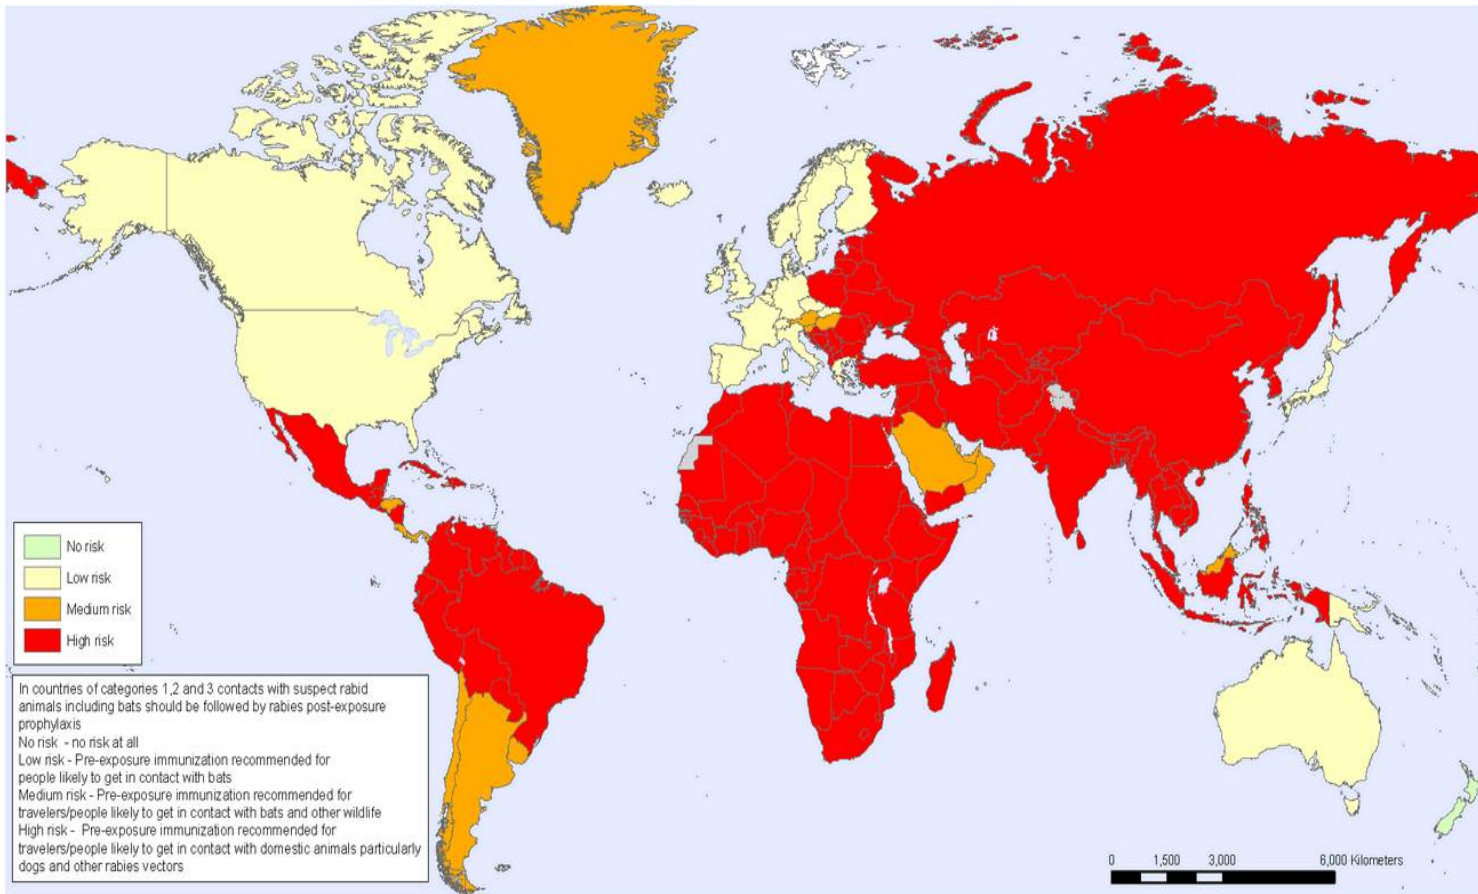 No risk
Low risk
Medium risk
High risk
In countries of categories 1,2 and 3 contacts with suspect rabid
animals including bats should be followed by rabies post-exposure
prophylaxis
No risk - no risk at all
Low risk - Pre-exposure immunization recommended for
people likely to get in contact with bats
Medium risk - Pre-exposure immunization recommended for
travelers/people likely to get in contact with bats and other wildlife
High risk - Pre-exposure immunization recommended for
travelers/people likely to get in contact with domestic animals particularly
dogs and other rabies vectors
0 1,500 3,000 6,000 Kilometers